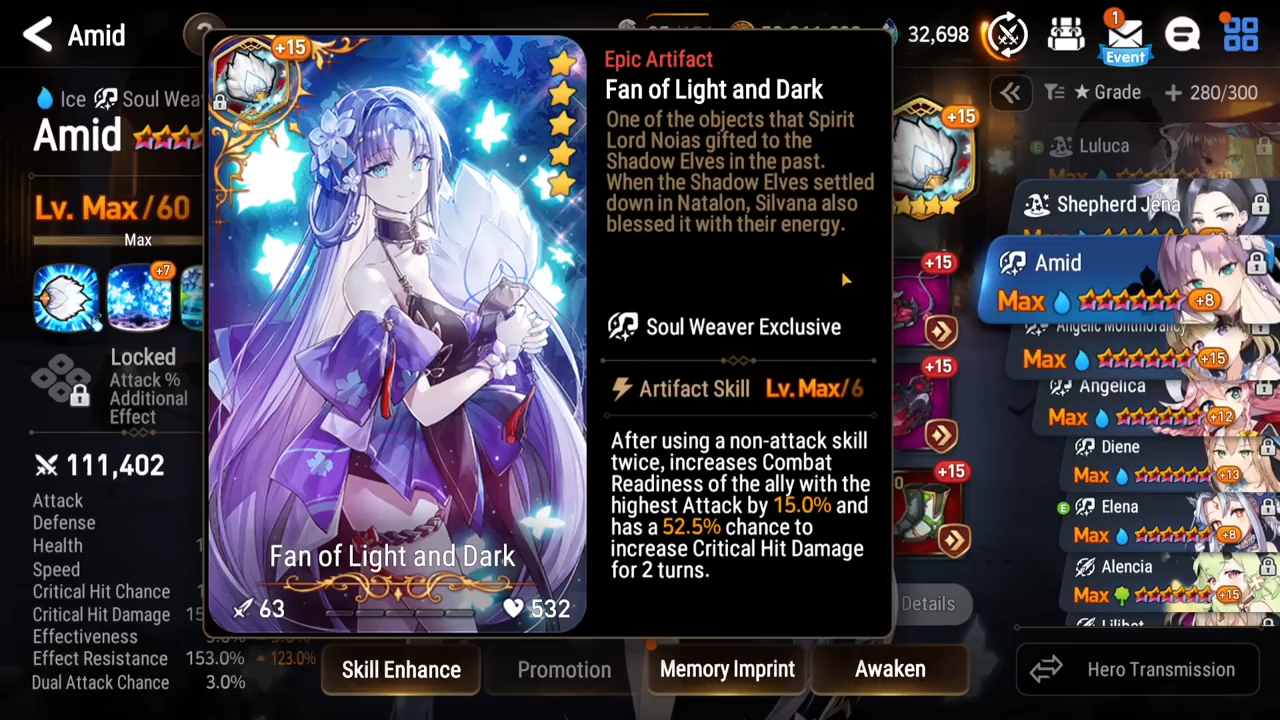 Amid
32,698
1
Event
Ice Soul Wea
Amid
Lv. Max/60
Max
+7
Locked
Attack %
Additional
Effect
111,402
Attack
Defense
Health
Speed
Critical Hit Chance
Critical Hit Damage
Effectiveness
Effect Resistance 153.0% 123.0%
Dual Attack Chance 3.0%
+15
Fan of Light and Dark
63
532
Epic Artifact
Fan of Light and Dark
One of the objects that Spirit
Lord Noias gifted to the
Shadow Elves in the past.
When the Shadow Elves settled
down in Natalon, Silvana also
blessed it with their energy.
Soul Weaver Exclusive
Artifact Skill Lv.Max/6
After using a non-attack skill
twice, increases Combat
Readiness of the ally with the
highest Attack by 15.0% and
has a 52.5% chance to
increase Critical Hit Damage
for 2 turns.
+15
+15
+15
+15
Details
Grade
280/300
Luluca
Shepherd Jena
Amid
Max +8
Angelic Montmorancy
Max +15
Angelica
Max +12
Diene
Max +13
Elena
Max +8
Alencia
Max +15
Skill Enhance
Promotion
Memory Imprint
Awaken
Hero Transmission